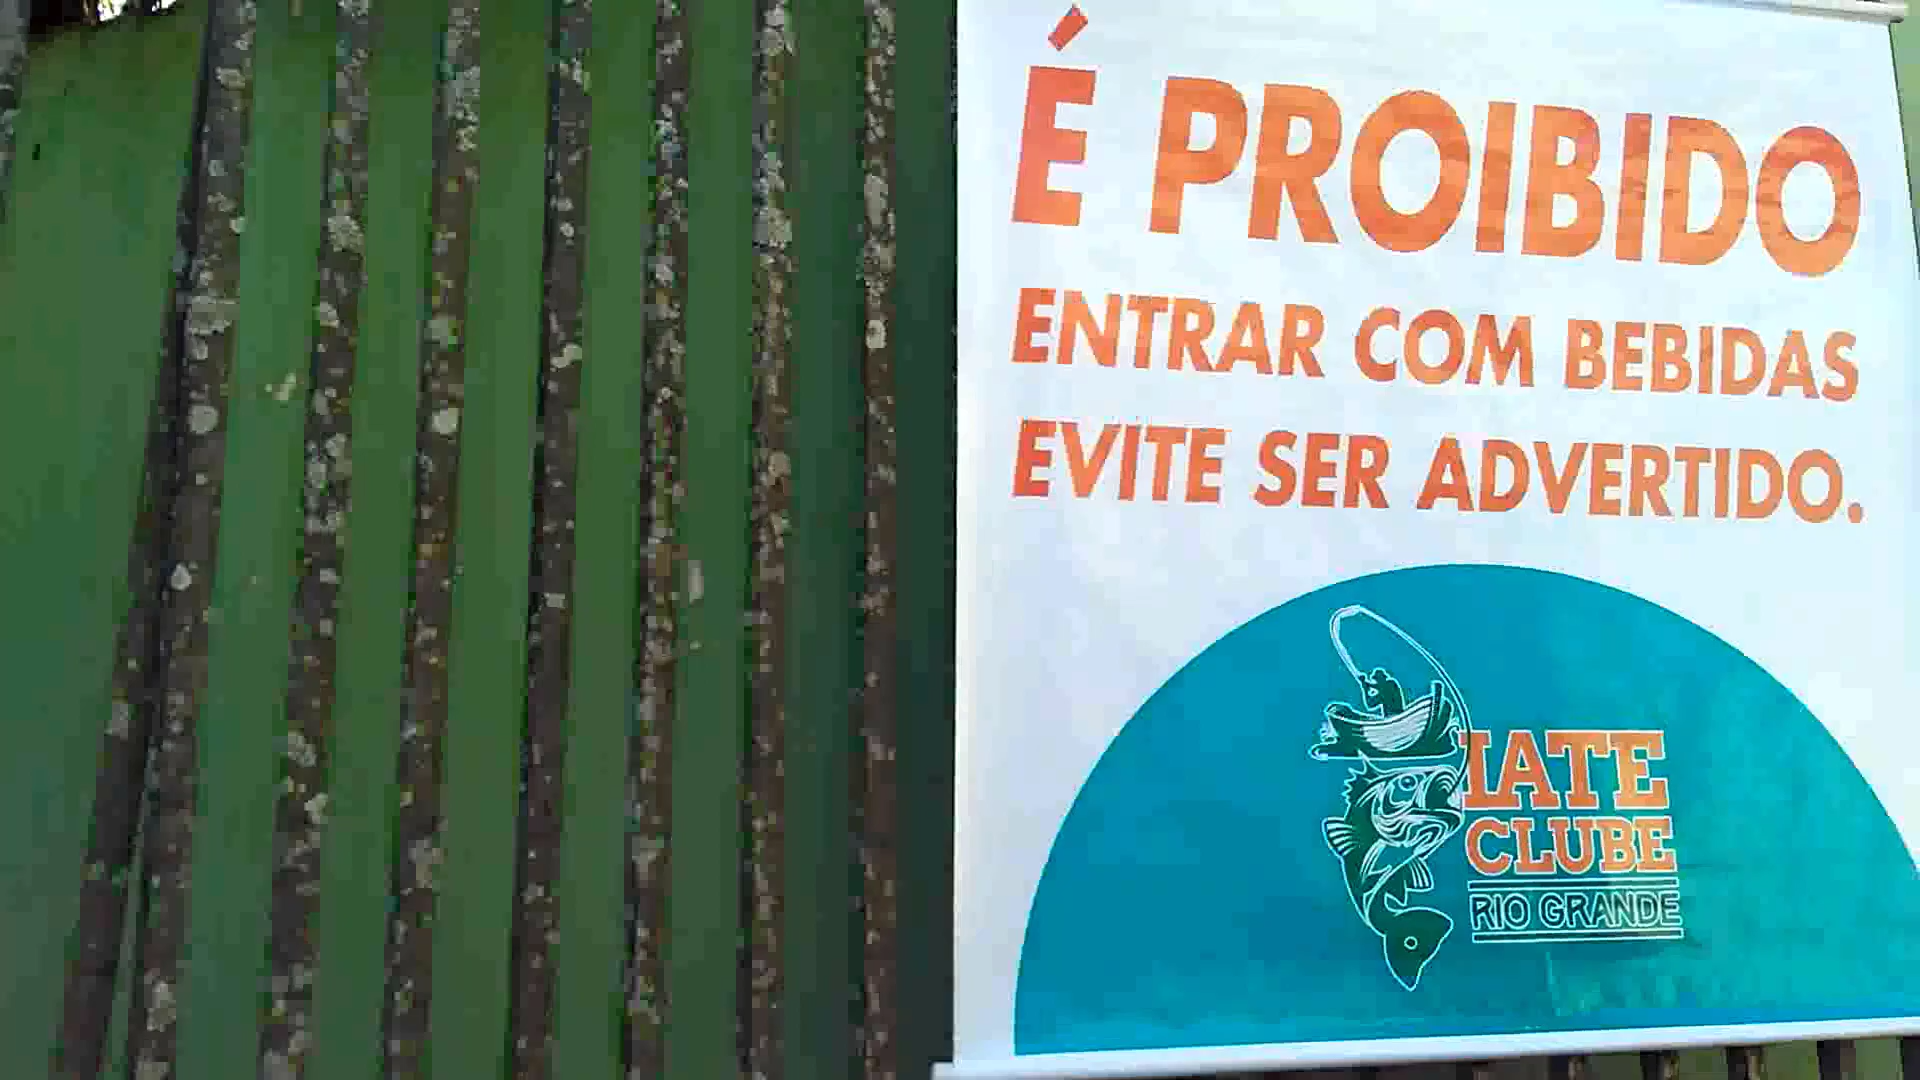 É PROIBIDO
ENTRAR COM BEBIDAS
EVITE SER ADVERTIDO.
IATE
CLUBE
RIO GRANDE